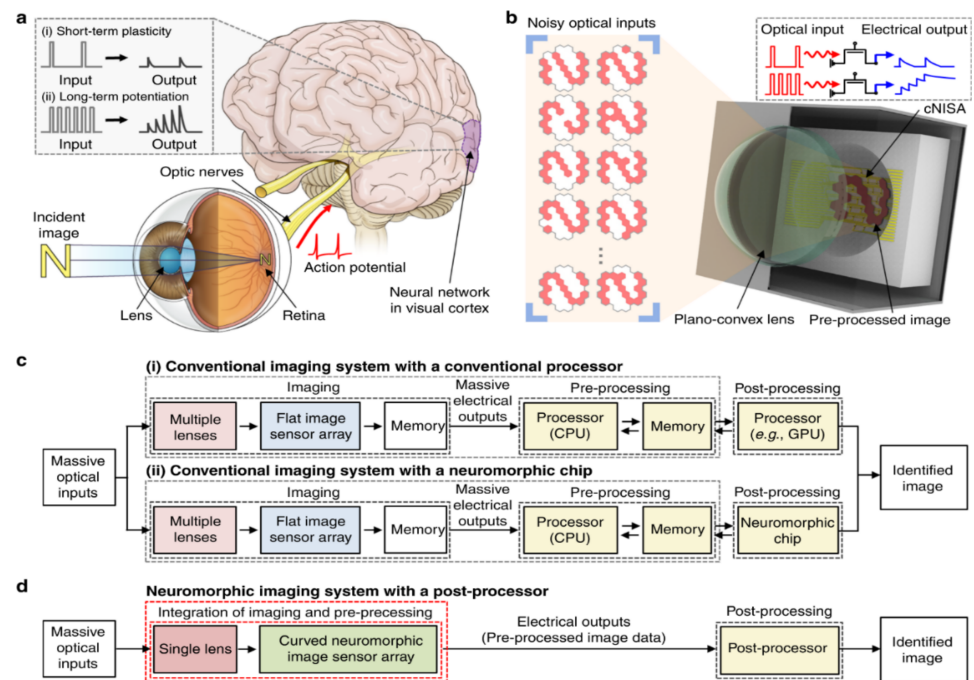 a
(i) Short-term plasticity
Input
Output
(ii) Long-term potentiation
Input
Output
Optic nerves
Incident
image
N
N
Action potential
Lens
Retina
Neural network
in visual cortex
b
Noisy optical inputs
Optical input
Electrical output
cNISA
Plano-convex lens
Pre-processed image
c
(i) Conventional imaging system with a conventional processor
Imaging
Massive
electrical
outputs
Pre-processing
Post-processing
Multiple
lenses
Flat image
sensor array
Memory
Processor
(CPU)
Memory
Processor
(e.g., GPU)
Massive
optical
inputs
Identified
image
(ii) Conventional imaging system with a neuromorphic chip
Imaging
Massive
electrical
outputs
Pre-processing
Post-processing
Multiple
lenses
Flat image
sensor array
Memory
Processor
(CPU)
Memory
Neuromorphic
chip
d
Neuromorphic imaging system with a post-processor
Integration of imaging and pre-precessing
Massive
optical
inputs
Single lens
Curved neuromorphic
image sensor array
Electrical outputs
(Pre-processed image data)
Post-processing
Post-processor
Identified
image